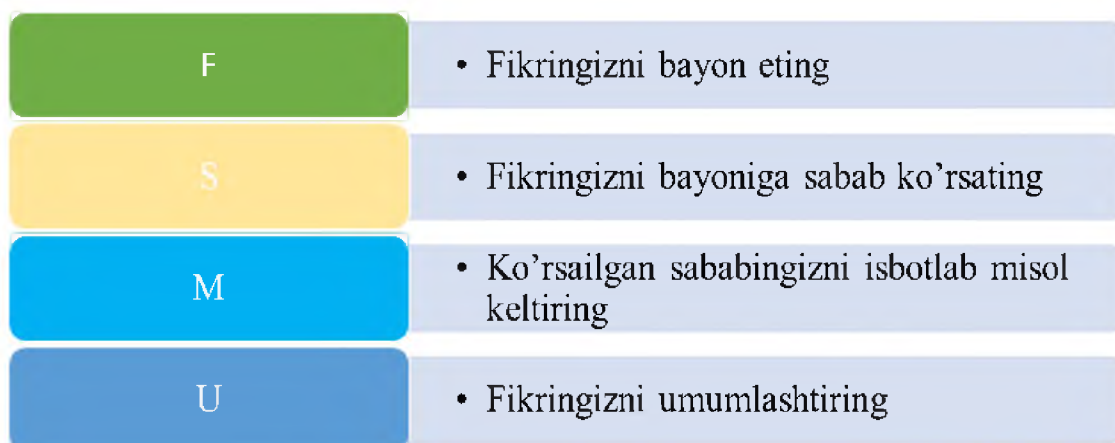 F
• Fikringizni bayon eting
S
• Fikringizni bayoniga sabab ko’rsating
M
• Ko’rsailgan sababingizni isbotlab misol
keltiring
U
• Fikringizni umumlashtiring